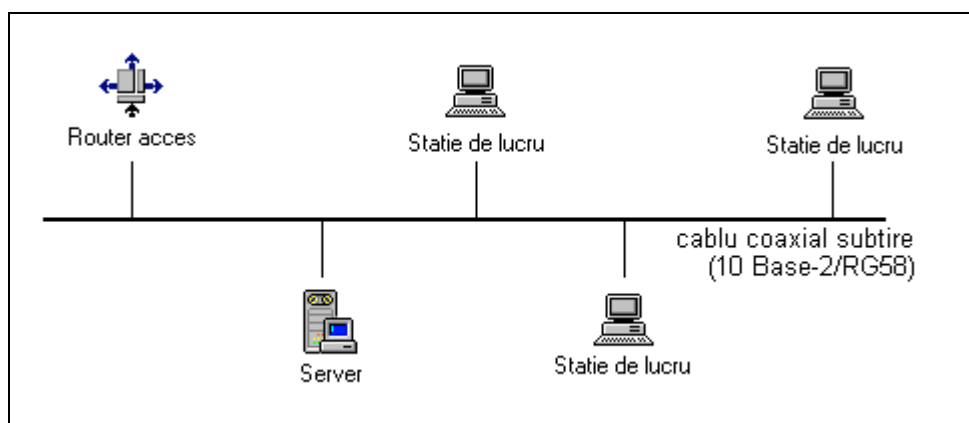 Router acces
Statie de lucru
Statie de lucru
cablu coaxial subtire
(10 Base-2/RG58)
Server
Statie de lucru